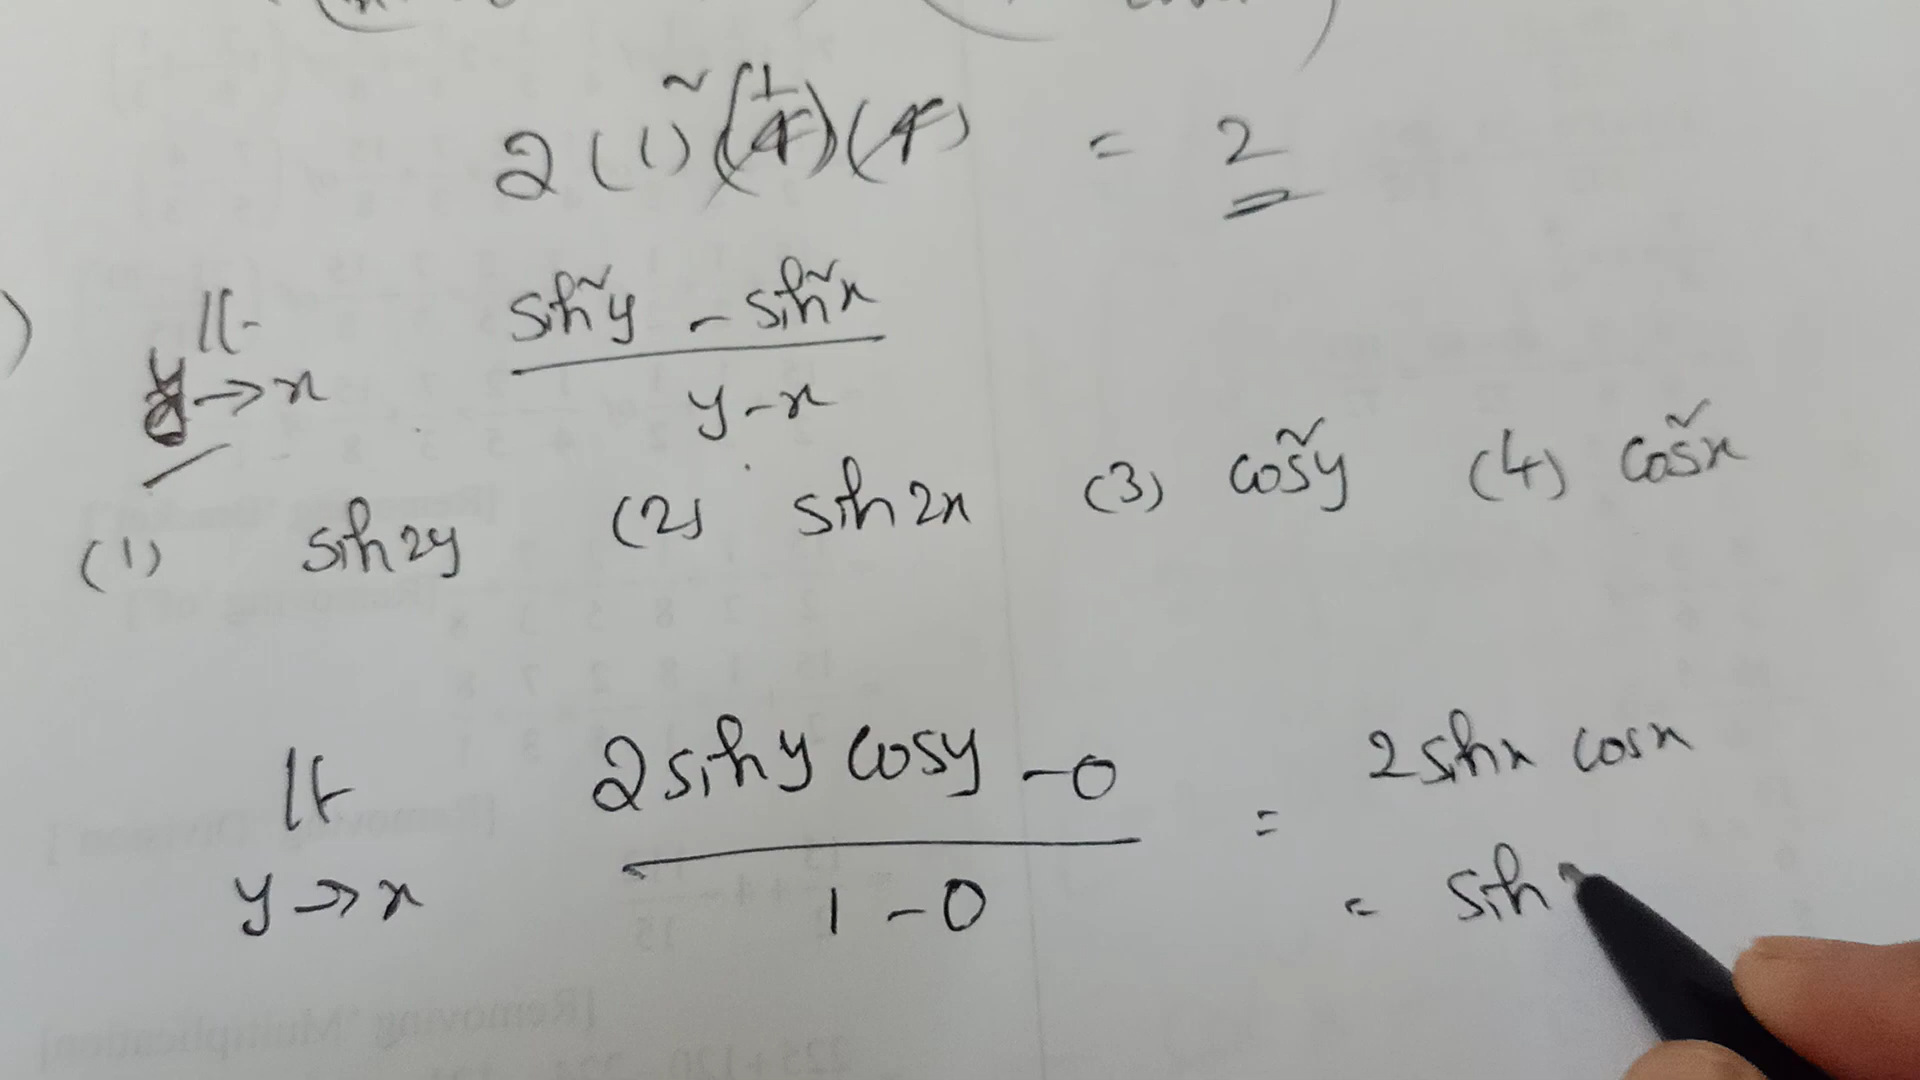 2(1)² (1/4)(4) = 2
) lt y→x (sin²y - sin²x)/(y-x)
(1) sin2y (2) sin2x (3) cos²y (4) cos²x
lt y→x (2siny cosy - 0)/(1 - 0) = 2sinx cosx
= sin